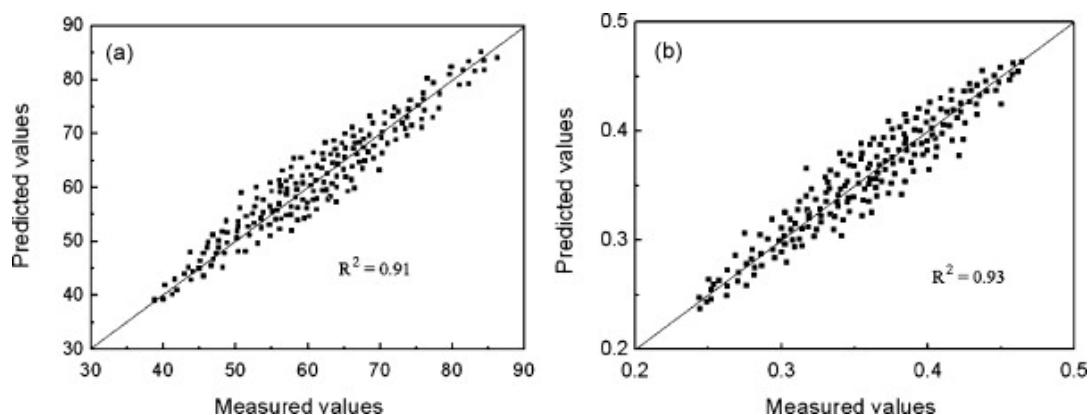 (a)
90
80
70
60
50
40
30
30 40 50 60 70 80 90
Predicted values
Measured values
R² = 0.91
(b)
0.5
0.4
0.3
0.2
0.2 0.3 0.4 0.5
Predicted values
Measured values
R² = 0.93